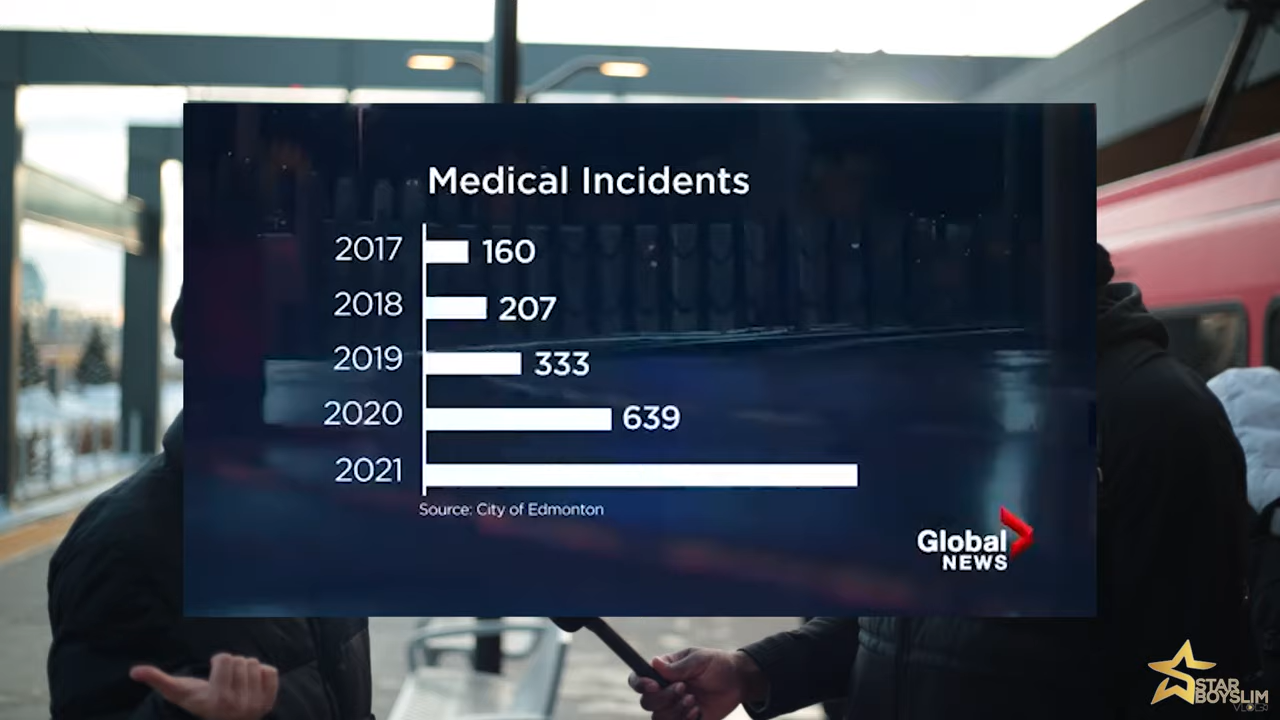 Medical Incidents
2017 160
2018 207
2019 333
2020 639
2021
Source: City of Edmonton
Global
NEWS
STAR
BOYSLIM
VLOGS